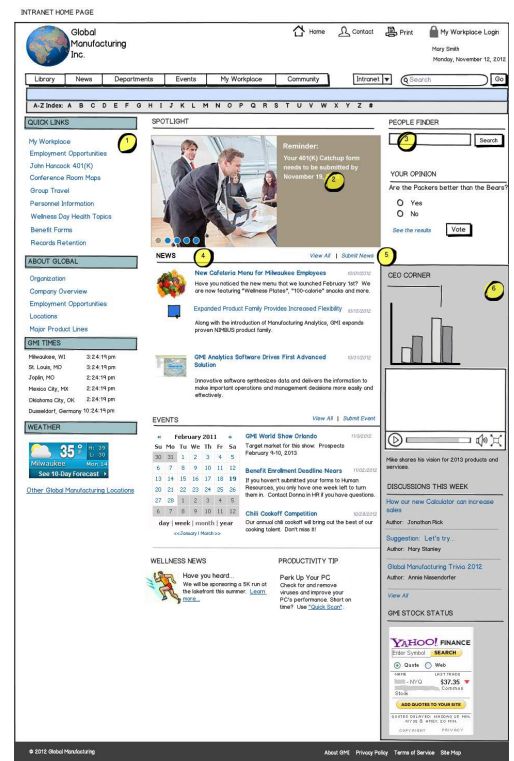 INTRANET HOME PAGE
Global
Manufacturing
Inc.
Home
Contact
Print
My Workplace Login
Mary Smith
Monday, November 12, 2012
Library
News
Departments
Events
My Workplace
Community
Intranet
Search
Go
A-Z Index: A B C D E F G H I J K L M N O P Q R S T U V W X Y Z #
QUICK LINKS
My Workplace
Employment Opportunities
John Hancock 401(K)
Conference Room Maps
Group Travel
Personnel Information
Wellness Day Health Topics
Benefit Forms
Records Retention
1
ABOUT GLOBAL
Organization
Company Overview
Employment Opportunities
Locations
Major Product Lines
GMI TIMES
Milwaukee, WI 3:24:19 pm
St. Louis, MO 3:24:19 pm
Joplin, MO 2:24:19 pm
Mexico City, MX 2:24:19 pm
Oklahoma City, OK 2:24:19 pm
Dusseldorf, Germany 10:24:19 pm
WEATHER
35°
Milwaukee
See 10-Day Forecast
Other Global Manufacturing Locations
SPOTLIGHT
Reminder:
Your 401(K) Catchup form
needs to be submitted by
November 19.
2
NEWS
4
View All | Submit News
5
New Cafeteria Menu for Milwaukee Employees
Have you noticed the new menu that we launched February 1st? We
are now featuring "Wellness Plates", "100-calorie" snacks and more.
Expanded Product Family Provides Increased Flexibility
Along with the introduction of Manufacturing Analytics, GMI expands
proven NIMBUS product family.
GMI Analytics Software Drives First Advanced
Solution
Innovative software synthesizes data and delivers the information to
make important operations and management decisions more easily and
effectively.
EVENTS
View All | Submit Event
« February 2011 »
Su Mo Tu We Th Fr Sa
30 31 1 2 3 4 5
6 7 8 9 10 11 12
13 14 15 16 17 18 19
20 21 22 23 24 25 26
27 28 1 2 3 4 5
6 7 8 9 10 11 12
day | week | month | year
<<January | March >>
GMI World Show Orlando
Target market for this show: Prospects
February 9-10, 2013
Benefit Enrollment Deadline Nears
If you haven't submitted your forms to Human
Resources, you only have one week left to turn
them in. Contact Donna in HR if you have questions.
Chili Cookoff Competition
Our annual chili cookoff will bring out the best of our
cooking talent. Don't miss it!
WELLNESS NEWS
Have you heard...
We will be sponsoring a 5K run at
the lakefront this summer. Learn
more...
PRODUCTIVITY TIP
Perk Up Your PC
Check for and remove
viruses and improve your
PC's performance. Short on
time? Use "Quick Scan".
PEOPLE FINDER
3
Search
YOUR OPINION
Are the Packers better than the Bears?
Yes
No
See the results
Vote
CEO CORNER
6
Mike shares his vision for 2013 products and
services.
DISCUSSIONS THIS WEEK
How our new Calculator can increase
sales
Author: Jonathan Rick
Suggestion: Let's try...
Author: Mary Stanley
Global Manufacturing Trivia 2012
Author: Annie Nissendorfer
View All
GMI STOCK STATUS
YAHOO! FINANCE
Enter Symbol
SEARCH
Quote
Web
NAME
LAST TRADE
- NYQ
$37.35
Common
Stock
ADD QUOTES TO YOUR SITE
COPYRIGHT
PRIVACY
© 2012 Global Manufacturing
About GMI
Privacy Policy
Terms of Service
Site Map